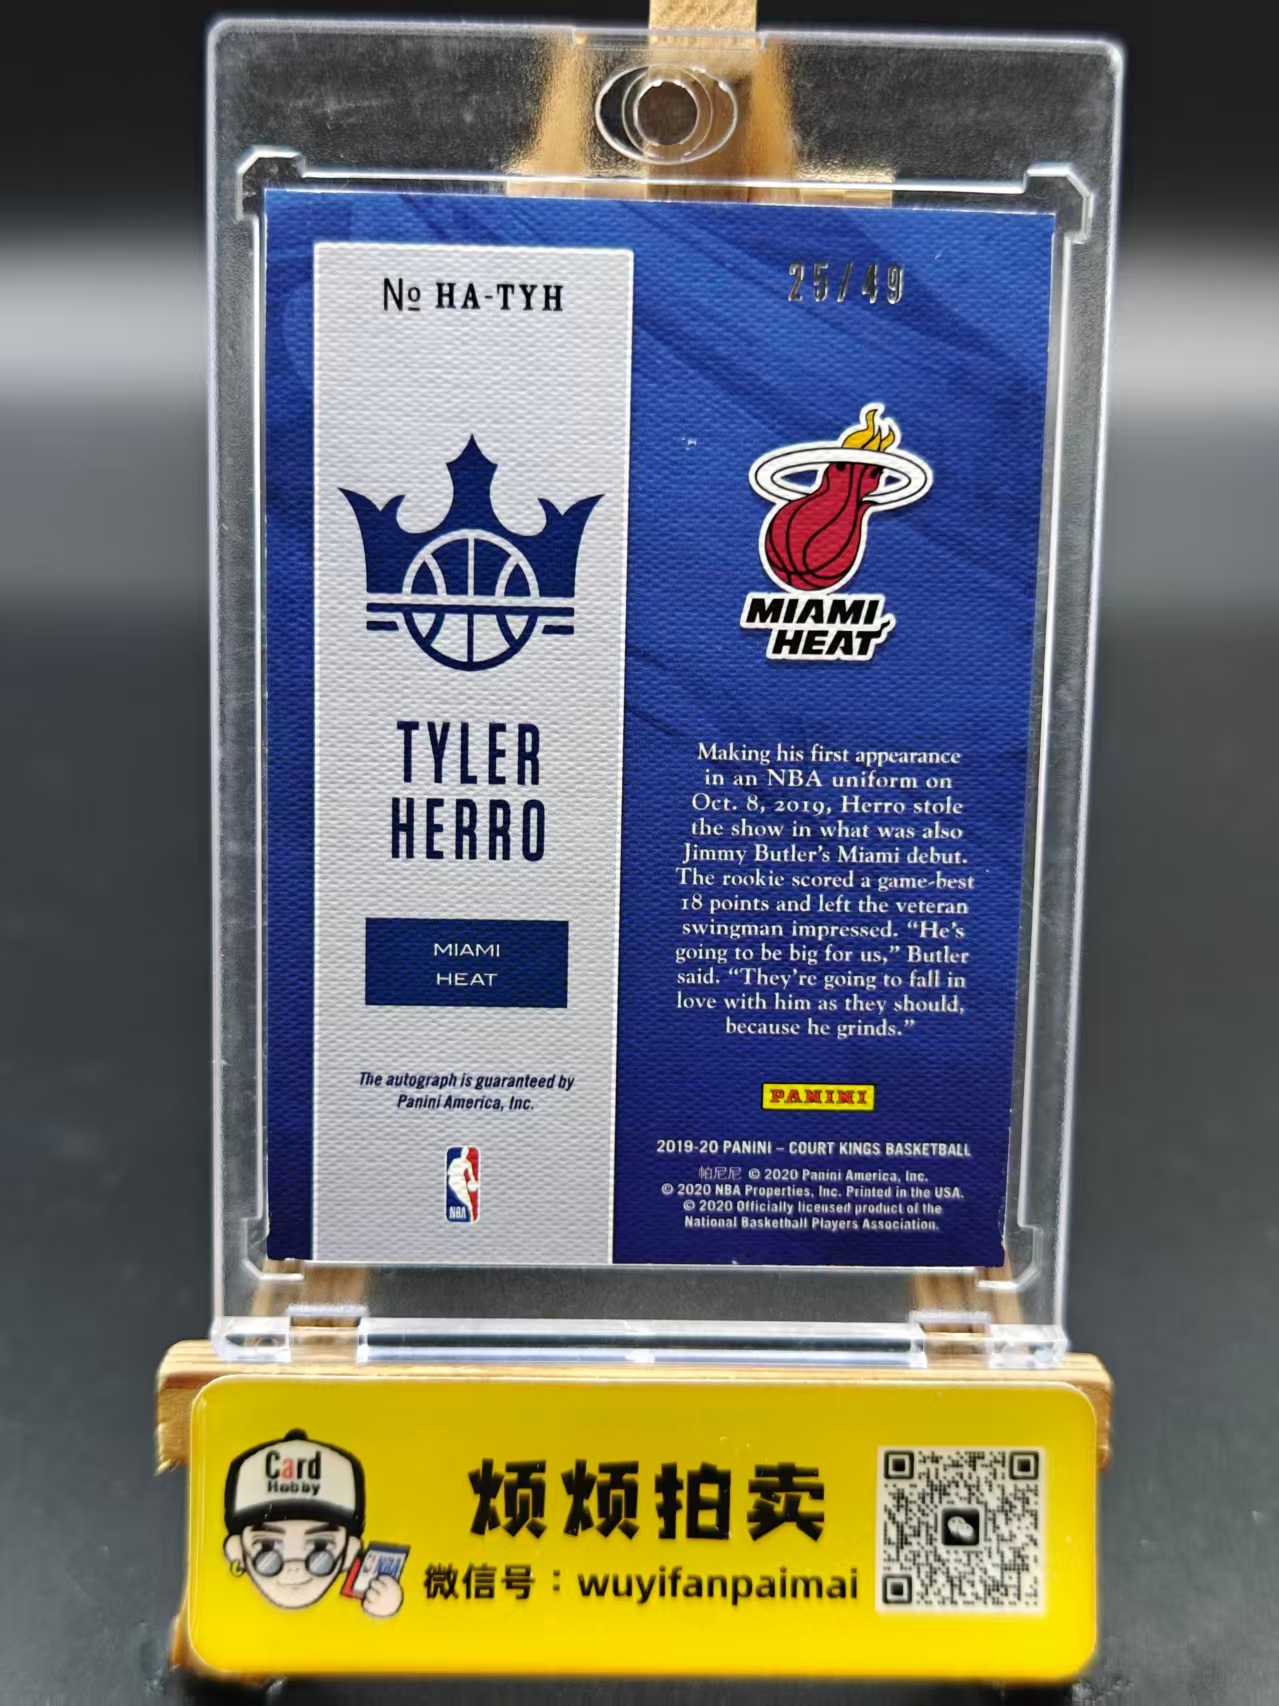 № HA-TYH
25/49
MIAMI
HEAT
TYLER
HERRO
MIAMI
HEAT
Making his first appearance
in an NBA uniform on
Oct. 8, 2019, Herro stole
the show in what was also
Jimmy Butler's Miami debut.
The rookie scored a game-best
18 points and left the veteran
swingman impressed. “He's
going to be big for us,” Butler
said. “They're going to fall in
love with him as they should,
because he grinds.”
The autograph is guaranteed by
Panini America, Inc.
NBA
PANINI
2019-20 PANINI – COURT KINGS BASKETBALL
帕尼尼 © 2020 Panini America, Inc.
© 2020 NBA Properties, Inc. Printed in the USA.
© 2020 Officially licensed product of the
National Basketball Players Association.
Card
Hobby
NBA
烦烦拍卖
微信号：wuyifanpaimai